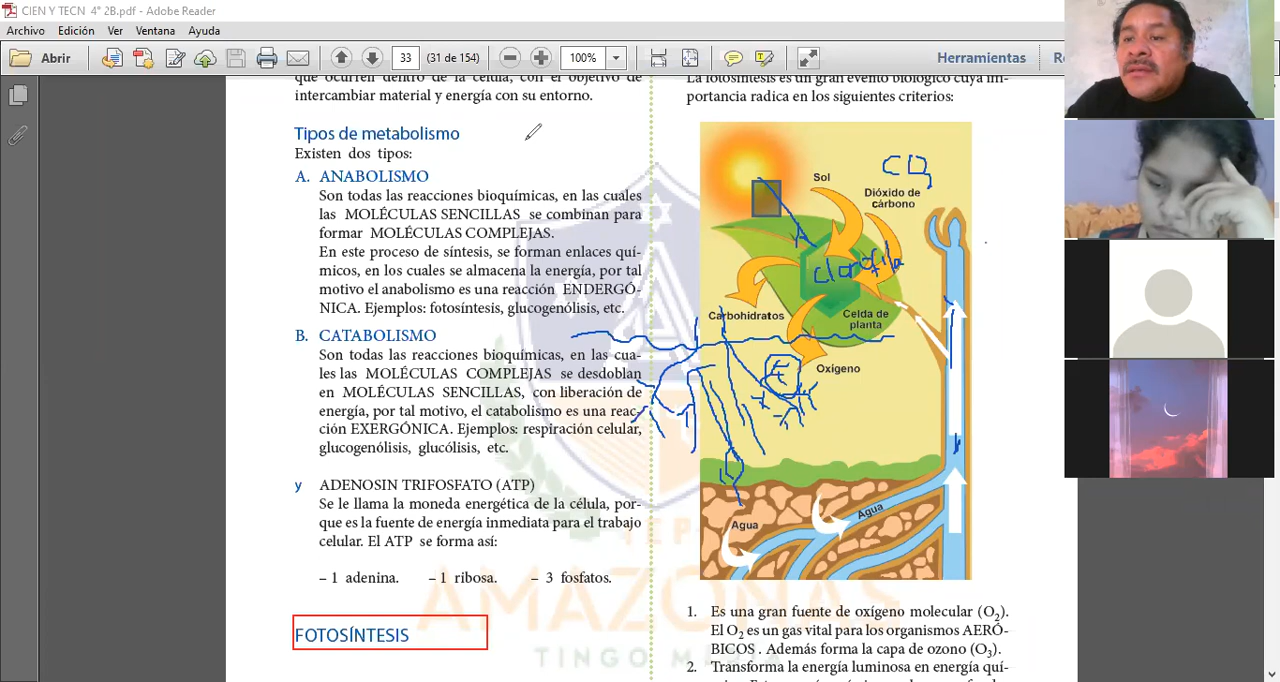 CIEN Y TECN 4° 2B.pdf - Adobe Reader
Archivo Edición Ver Ventana Ayuda
Abrir
33
(31 de 154)
100%
Herramientas
que ocurren dentro de la célula, con el objetivo de
intercambiar material y energía con su entorno.
Tipos de metabolismo
Existen dos tipos:
A. ANABOLISMO
Son todas las reacciones bioquímicas, en las cuales
las MOLÉCULAS SENCILLAS se combinan para
formar MOLÉCULAS COMPLEJAS.
En este proceso de síntesis, se forman enlaces quí-
micos, en los cuales se almacena la energía, por tal
motivo el anabolismo es una reacción ENDERGÓ-
NICA. Ejemplos: fotosíntesis, glucogenólisis, etc.
B. CATABOLISMO
Son todas las reacciones bioquímicas, en las cua-
les las MOLÉCULAS COMPLEJAS se desdoblan
en MOLÉCULAS SENCILLAS, con liberación de
energía, por tal motivo, el catabolismo es una reac-
ción EXERGÓNICA. Ejemplos: respiración celular,
glucogenólisis, glucólisis, etc.
y ADENOSIN TRIFOSFATO (ATP)
Se le llama la moneda energética de la célula, por-
que es la fuente de energía inmediata para el trabajo
celular. El ATP se forma así:
– 1 adenina. – 1 ribosa. – 3 fosfatos.
FOTOSÍNTESIS
La fotosíntesis es un gran evento biológico cuya im-
portancia radica en los siguientes criterios:
CO2
Sol
Dióxido de
cárbono
clorofila
Carbohidratos
Celda de
planta
E
Oxígeno
Agua
Agua
1. Es una gran fuente de oxígeno molecular (O2).
El O2 es un gas vital para los organismos AERÓ-
BICOS . Además forma la capa de ozono (O3).
2. Transforma la energía luminosa en energía quí-
AMAZONAS
TINGO